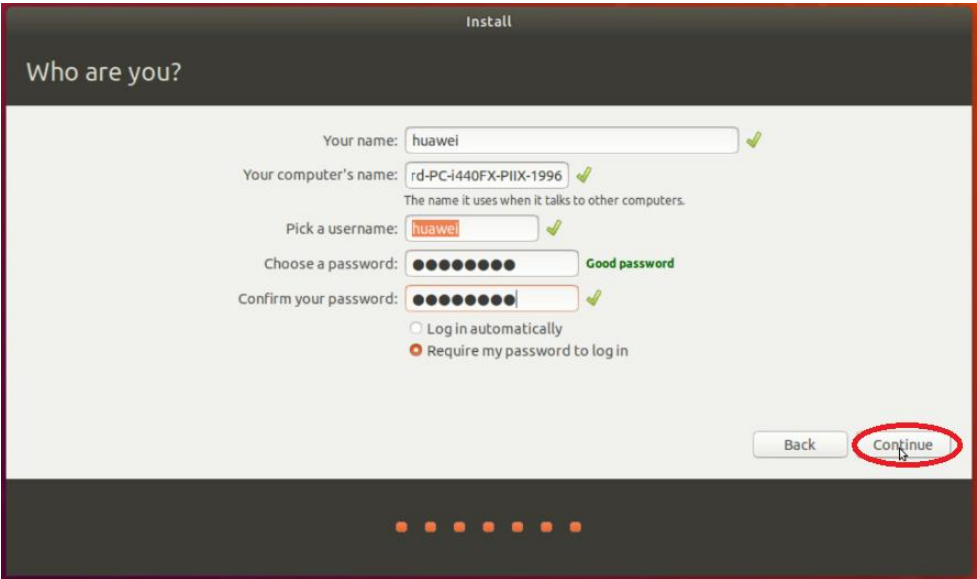 Install
Who are you?
Your name: huawei
Your computer's name: rd-PC-i440FX-PIIX-1996
The name it uses when it talks to other computers.
Pick a username: huawei
Choose a password: ●●●●●●●● Good password
Confirm your password: ●●●●●●●●
Log in automatically
Require my password to log in
Back Continue